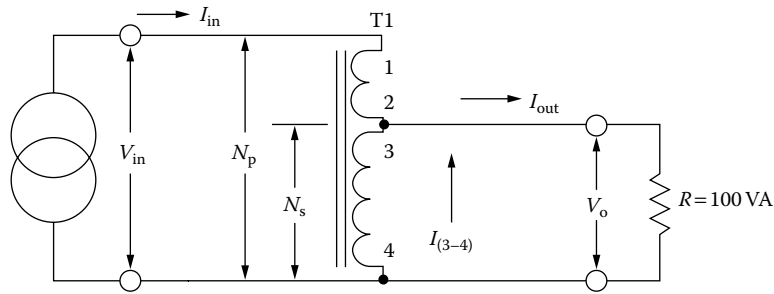 I_in
T1
1
2
I_out
3
V_in
N_p
N_s
V_o
R = 100 VA
I_(3–4)
4